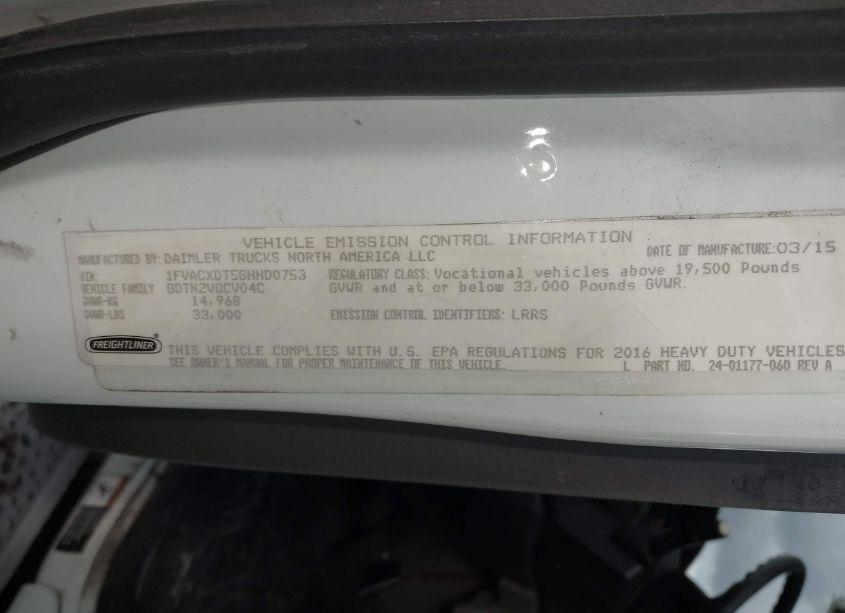 VEHICLE EMISSION CONTROL INFORMATION
MANUFACTURED BY: DAIMLER TRUCKS NORTH AMERICA LLC DATE OF MANUFACTURE: 03/15
VIN: 1FVACXDT5GHHD0753 REGULATORY CLASS: Vocational vehicles above 19,500 Pounds
VEHICLE FAMILY GDTN2VOCV04C GVWR and at or below 33,000 Pounds GVWR.
GVWR-KG 14,968
GVWR-LBS 33,000 EMISSION CONTROL IDENTIFIERS: LRRS
FREIGHTLINER
THIS VEHICLE COMPLIES WITH U.S. EPA REGULATIONS FOR 2016 HEAVY DUTY VEHICLES
SEE OWNER'S MANUAL FOR PROPER MAINTENANCE OF THIS VEHICLE. L PART NO. 24-01177-060 REV A